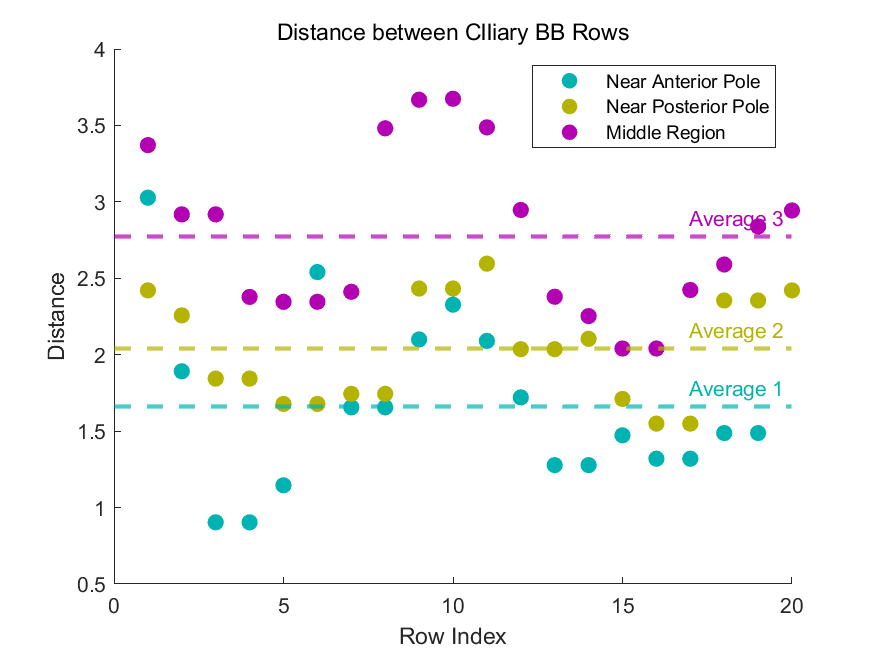 Distance between CIliary BB Rows
4
3.5
3
2.5
2
1.5
1
0.5
Distance
0
5
10
15
20
Row Index
Near Anterior Pole
Near Posterior Pole
Middle Region
Average 3
Average 2
Average 1